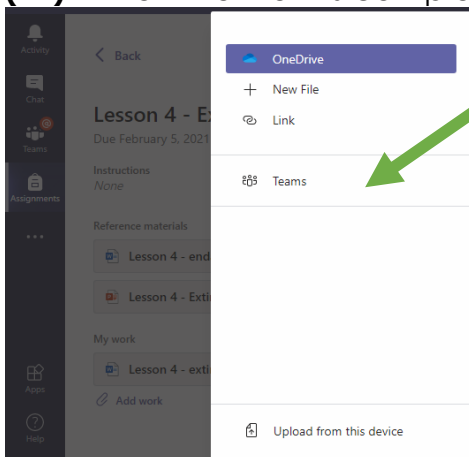 Activity
Chat
Teams
Assignments
Apps
Help
Back
Lesson 4 - E
Due February 5, 2021
Instructions
None
Reference materials
Lesson 4 - end
Lesson 4 - Exti
My work
Lesson 4 - exti
Add work
OneDrive
New File
Link
Teams
Upload from this device